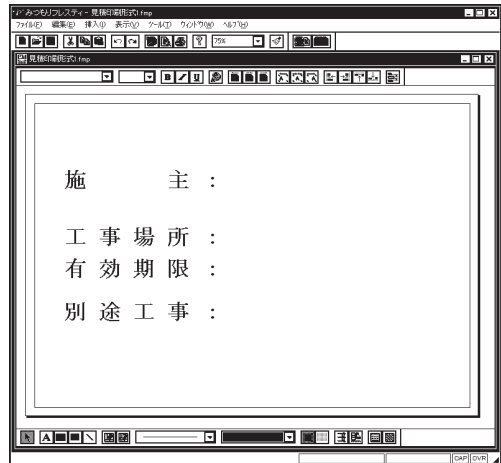 みつもりフレスティ - 見積印刷形式1.fmp
ファイル(F) 編集(E) 挿入(I) 表示(V) ツール(T) ウィンドウ(W) ヘルプ(H)
75%
見積印刷形式1.fmp
B I U
施 主 :
工 事 場 所 :
有 効 期 限 :
別 途 工 事 :
A
CAP OVR